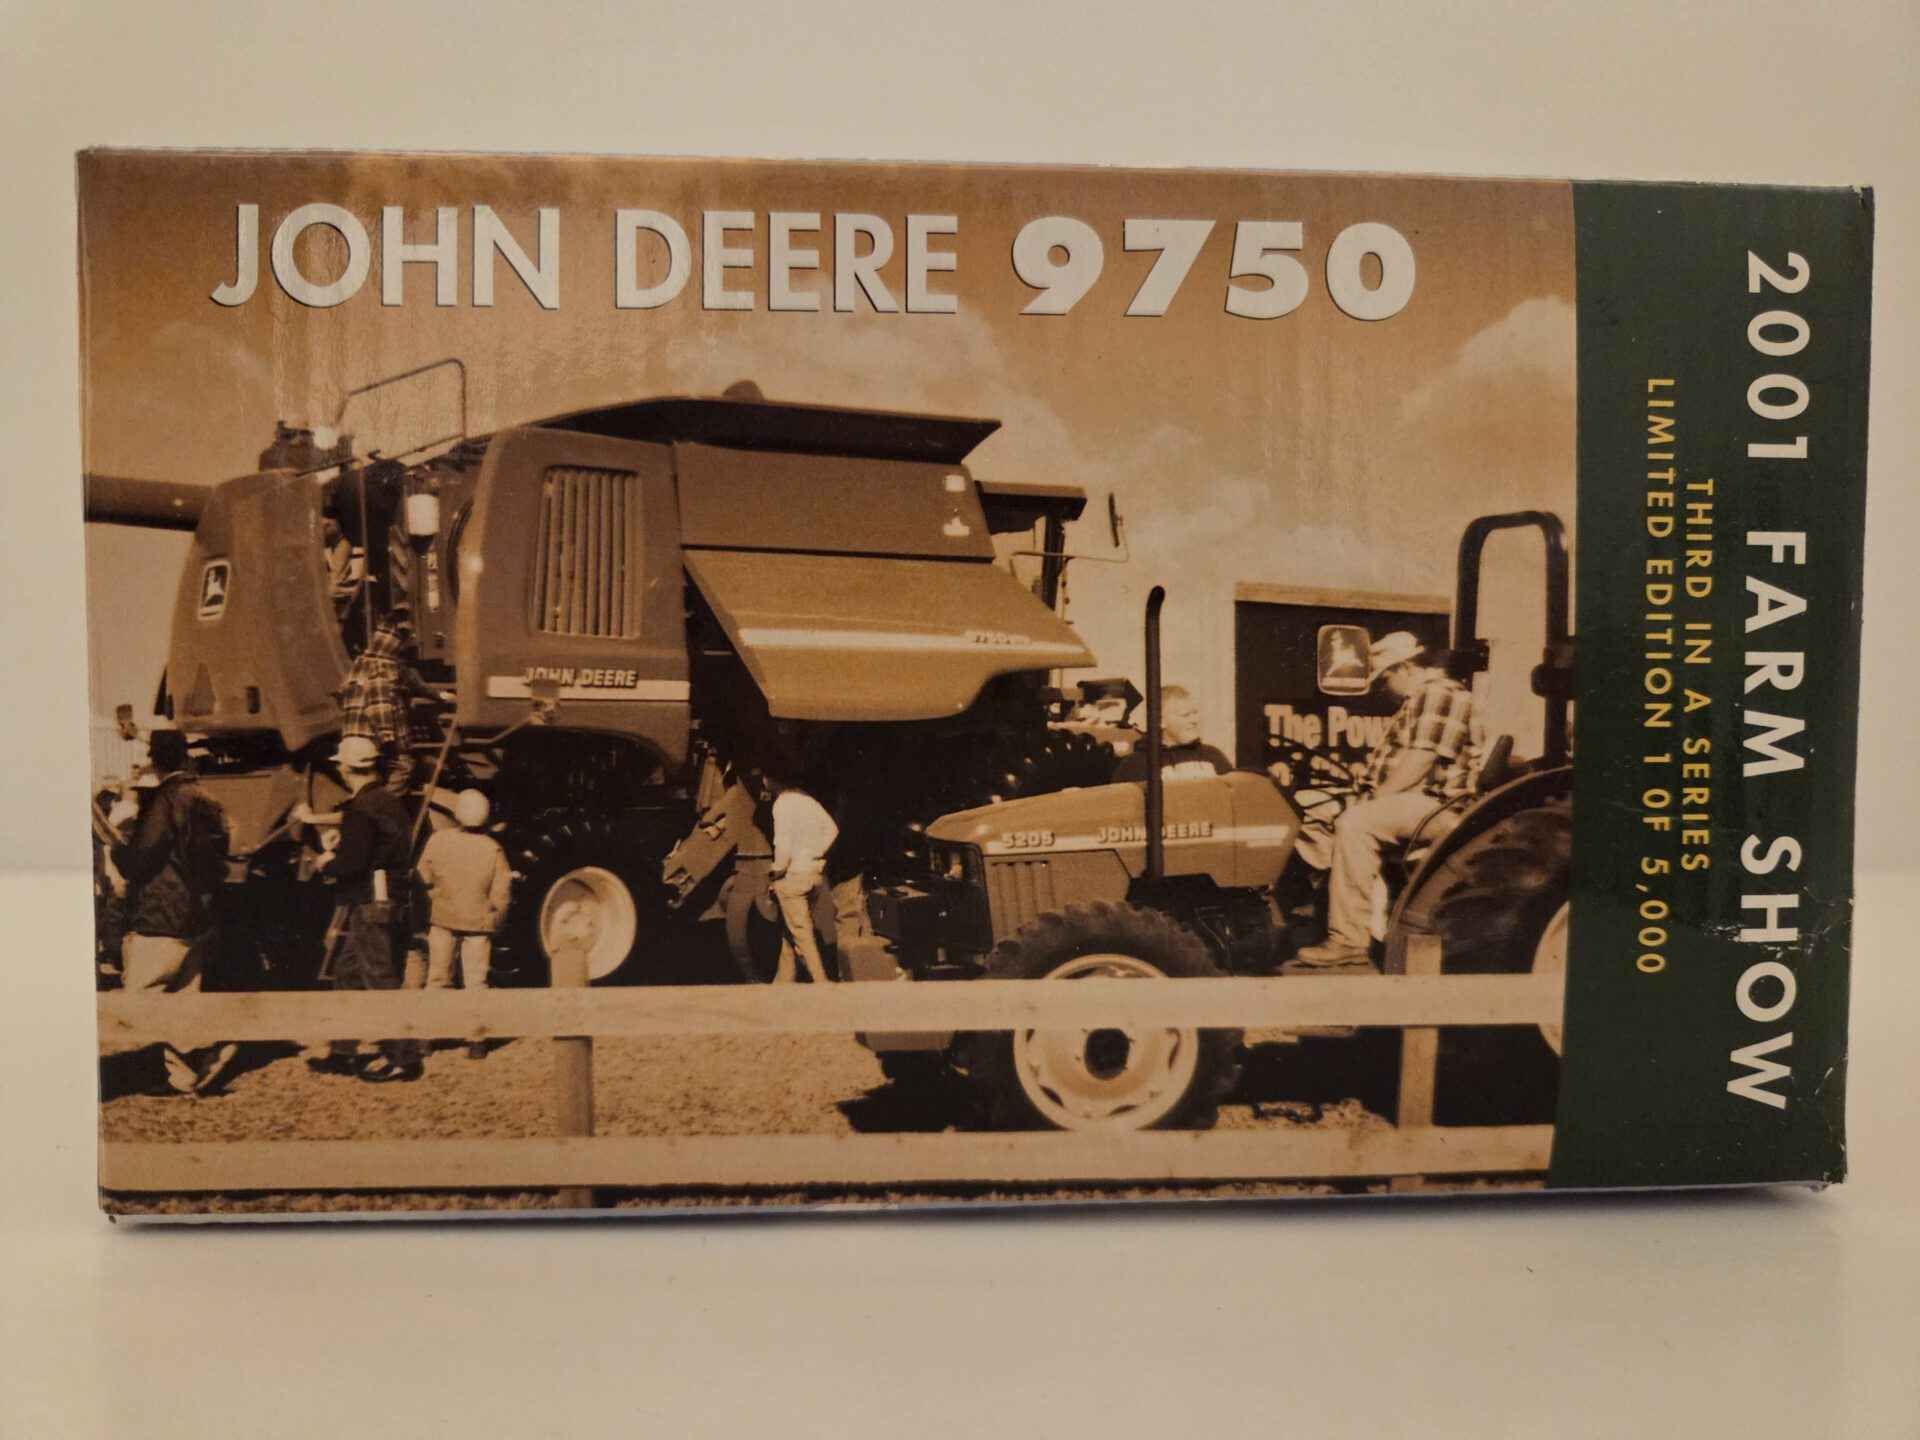 JOHN DEERE 9750
2001 FARM SHOW
THIRD IN A SERIES
LIMITED EDITION 1 OF 5,000
JOHN DEERE
5205 JOHN DEERE
The Pow